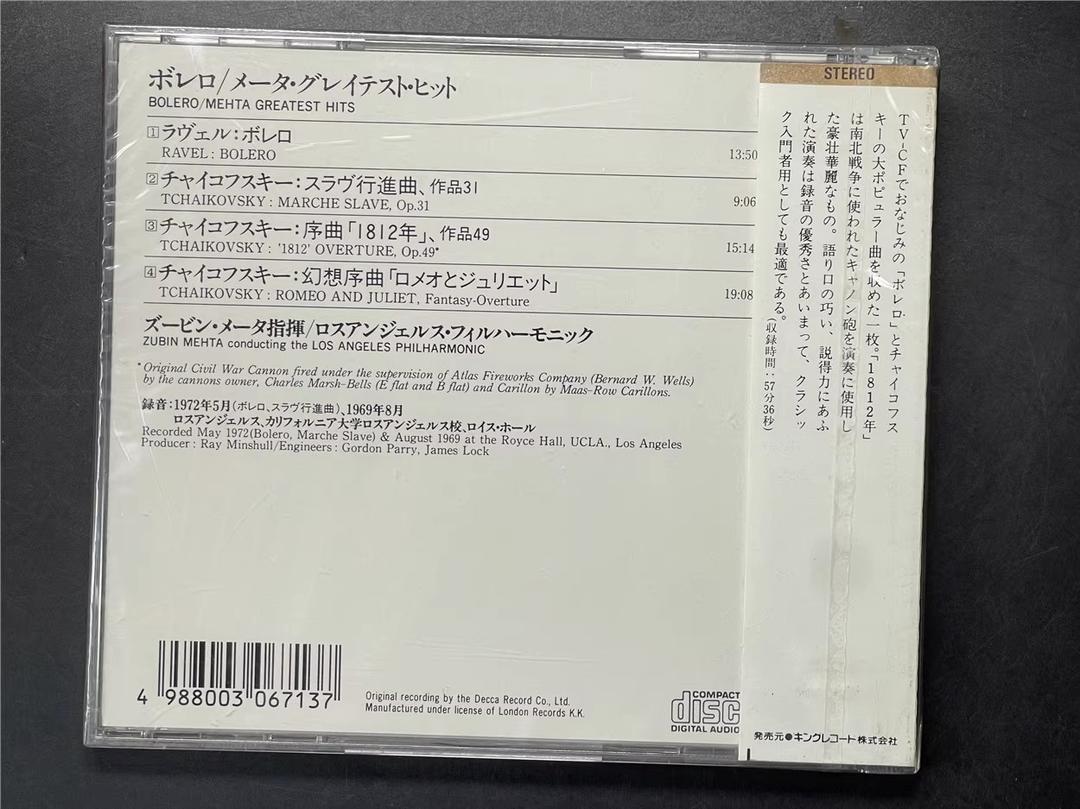 ボレロ/メータ・グレイテスト・ヒット
BOLERO/MEHTA GREATEST HITS
1 ラヴェル:ボレロ
RAVEL : BOLERO 13:50
2 チャイコフスキー:スラヴ行進曲、作品31
TCHAIKOVSKY : MARCHE SLAVE, Op.31 9:06
3 チャイコフスキー:序曲「1812年」、作品49
TCHAIKOVSKY : '1812' OVERTURE, Op.49* 15:14
4 チャイコフスキー:幻想序曲「ロメオとジュリエット」
TCHAIKOVSKY : ROMEO AND JULIET, Fantasy-Overture 19:08
ズービン・メータ指揮/ロスアンジェルス・フィルハーモニック
ZUBIN MEHTA conducting the LOS ANGELES PHILHARMONIC
*Original Civil War Cannon fired under the supervision of Atlas Fireworks Company (Bernard W. Wells)
by the cannons owner, Charles Marsh-Bells (E flat and B flat) and Carillon by Maas-Row Carillons.
録音:1972年5月(ボレロ、スラヴ行進曲)、1969年8月
ロスアンジェルス、カリフォルニア大学ロスアンジェルス校、ロイス・ホール
Recorded May 1972(Bolero, Marche Slave) & August 1969 at the Royce Hall, UCLA., Los Angeles
Producer : Ray Minshull/Engineers : Gordon Parry, James Lock
4 988003 067137
Original recording by the Decca Record Co., Ltd.
Manufactured under license of London Records K.K.
COMPACT
disc
DIGITAL AUDIO
STEREO
TV-CFでおなじみの「ボレロ」とチャイコフス
キーの大ポピュラー曲を収めた一枚。「1812年」
は南北戦争に使われたキャノン砲を演奏に使用し
た豪壮華麗なもの。語り口の巧い、説得力にあふ
れた演奏は録音の優秀さとあいまって、クラシッ
ク入門者用としても最適である。(収録時間:57分36秒)
発売元●キングレコード株式会社